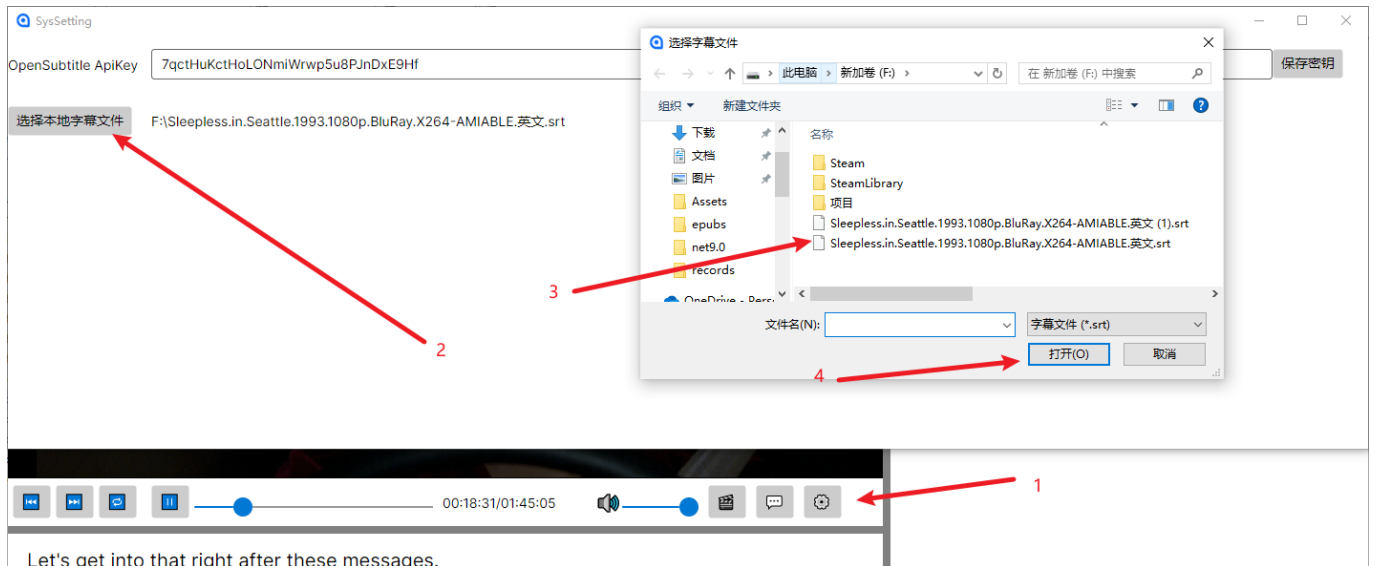 SysSetting
OpenSubtitle ApiKey 7qctHuKctHoLONmiWrwp5u8PJnDxE9Hf 保存密钥
选择本地字幕文件 F:\Sleepless.in.Seattle.1993.1080p.BluRay.X264-AMIABLE.英文.srt
选择字幕文件
此电脑 › 新加卷 (F:) ›
在 新加卷 (F:) 中搜索
组织 新建文件夹
下载
文档
图片
Assets
epubs
net9.0
records
OneDrive - Pers
名称
Steam
SteamLibrary
项目
Sleepless.in.Seattle.1993.1080p.BluRay.X264-AMIABLE.英文 (1).srt
Sleepless.in.Seattle.1993.1080p.BluRay.X264-AMIABLE.英文.srt
文件名(N):
字幕文件 (*.srt)
打开(O) 取消
3
2
4
1
00:18:31/01:45:05
Let's get into that right after these messages.